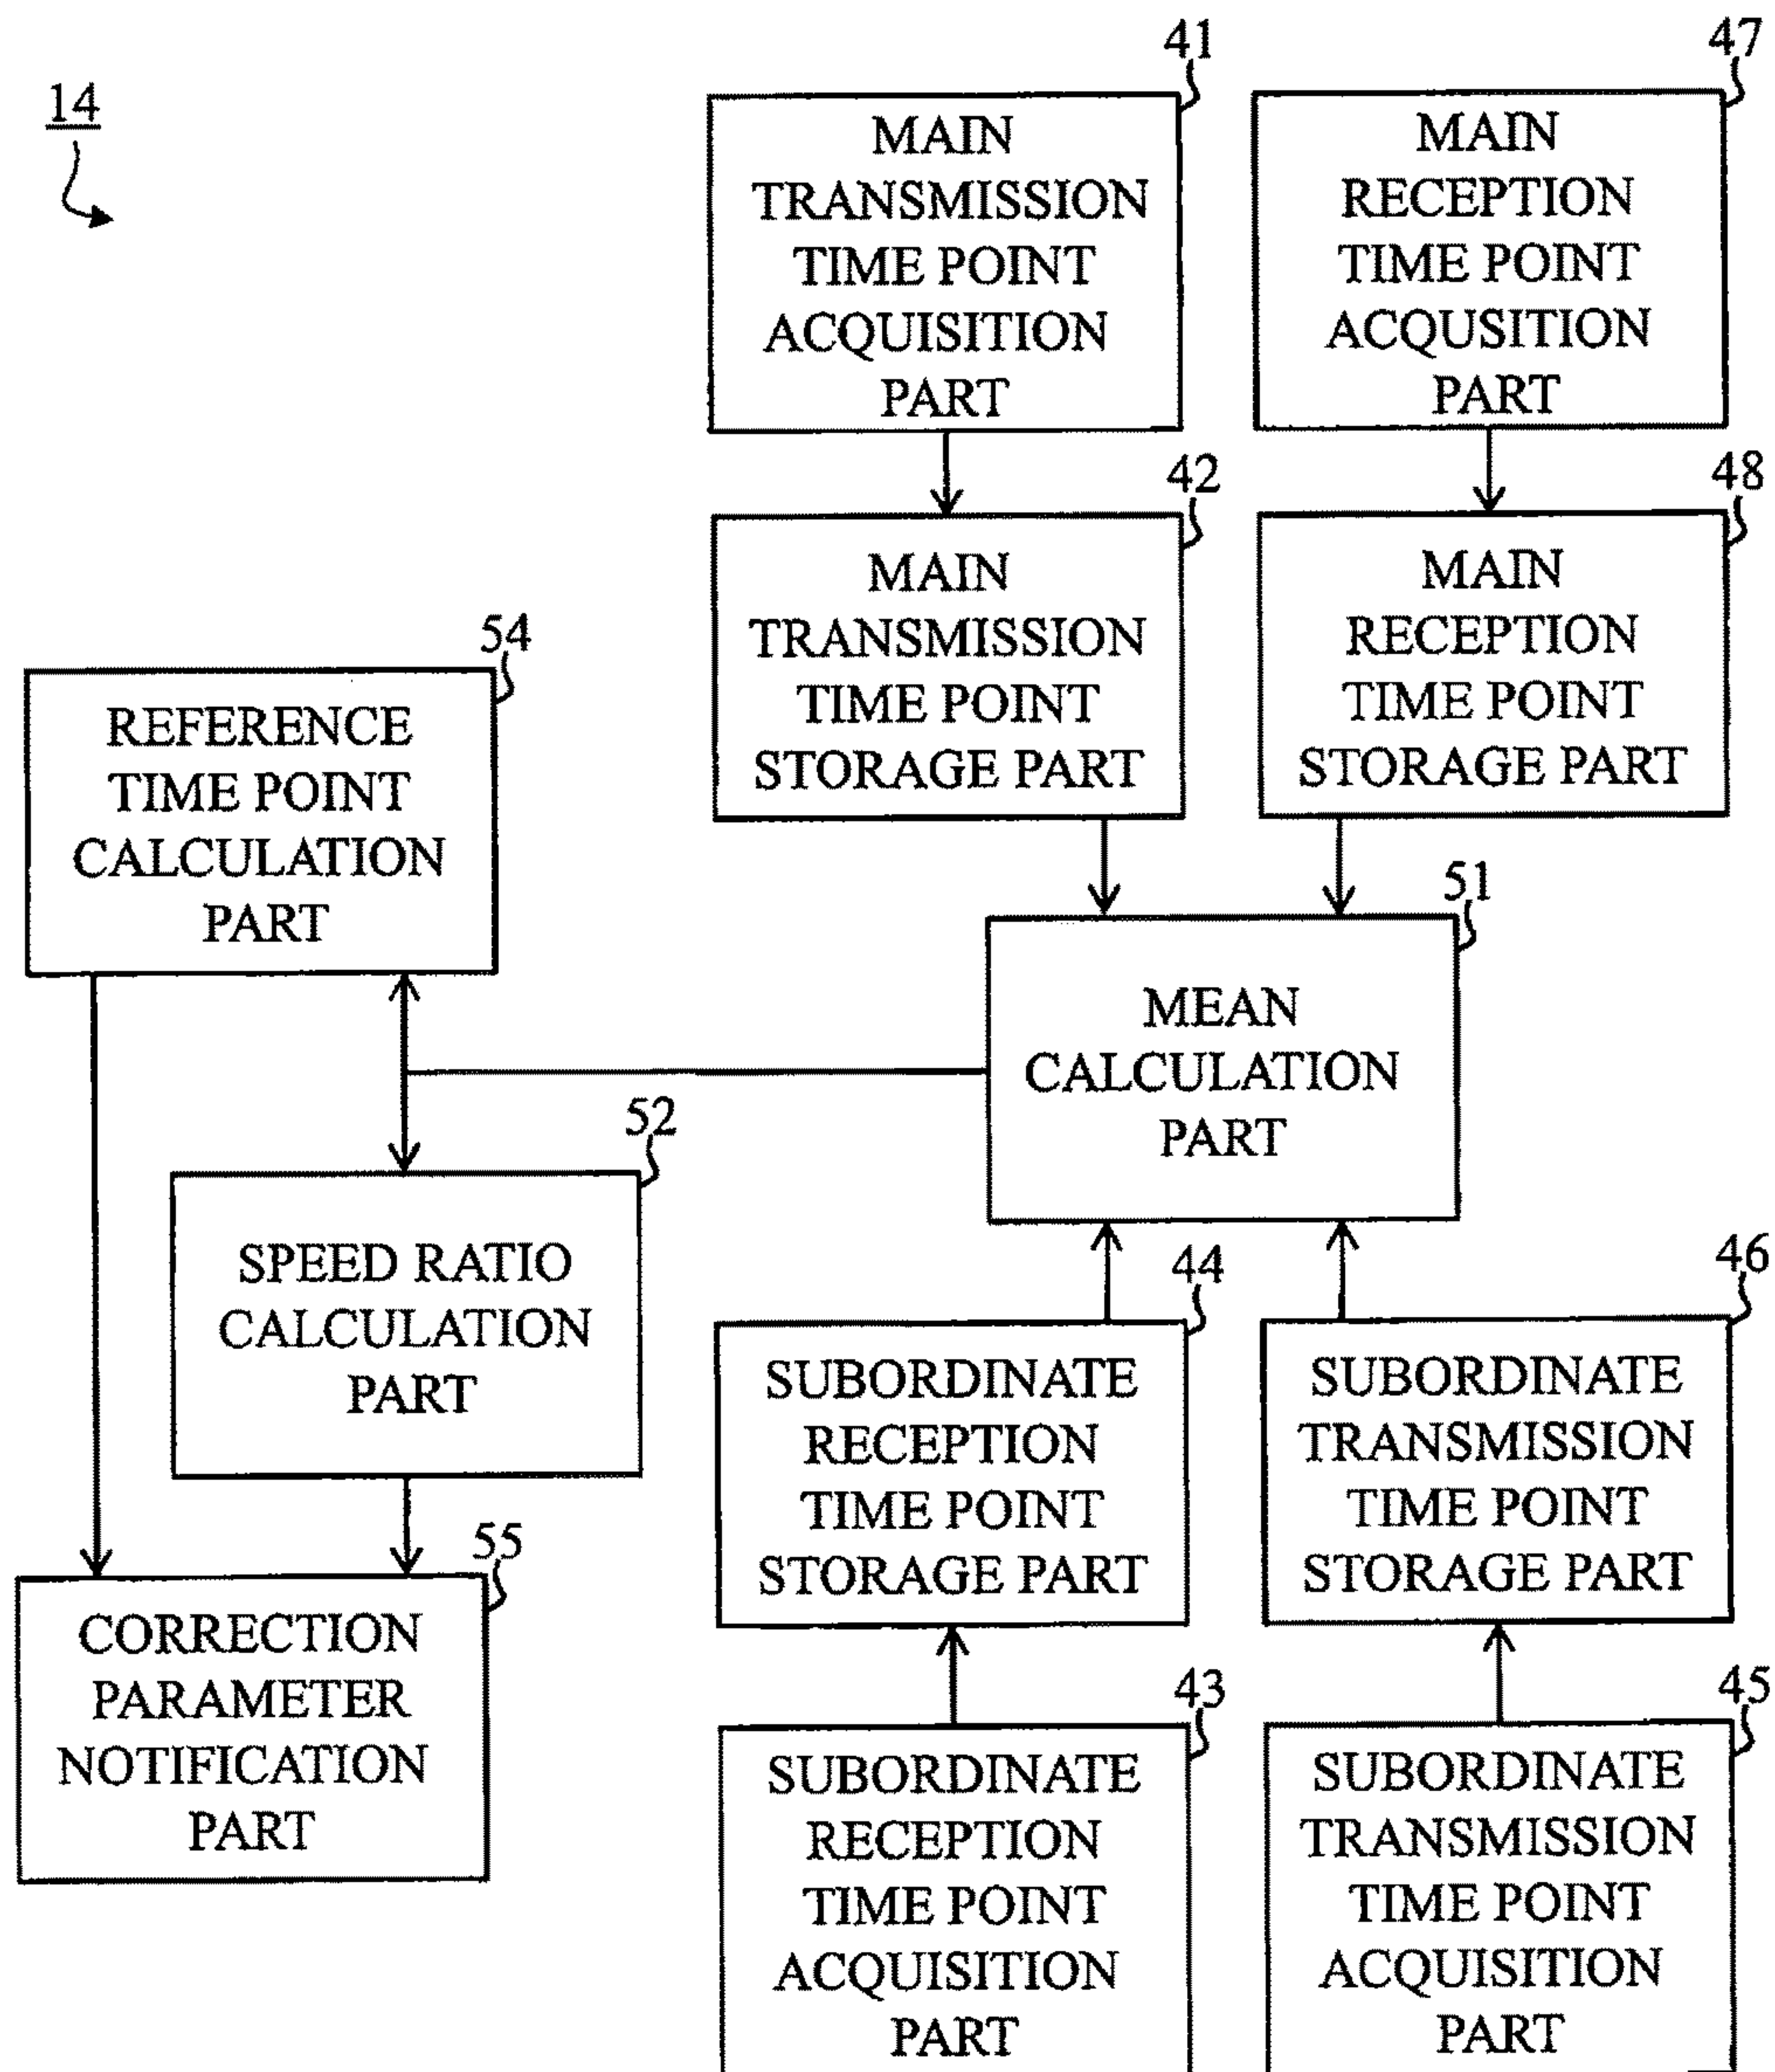 14
41
MAIN
TRANSMISSION
TIME POINT
ACQUISITION
PART
47
MAIN
RECEPTION
TIME POINT
ACQUSITION
PART
42
MAIN
TRANSMISSION
TIME POINT
STORAGE PART
48
MAIN
RECEPTION
TIME POINT
STORAGE PART
54
REFERENCE
TIME POINT
CALCULATION
PART
51
MEAN
CALCULATION
PART
52
SPEED RATIO
CALCULATION
PART
44
SUBORDINATE
RECEPTION
TIME POINT
STORAGE PART
46
SUBORDINATE
TRANSMISSION
TIME POINT
STORAGE PART
55
CORRECTION
PARAMETER
NOTIFICATION
PART
43
SUBORDINATE
RECEPTION
TIME POINT
ACQUISITION
PART
45
SUBORDINATE
TRANSMISSION
TIME POINT
ACQUISITION
PART